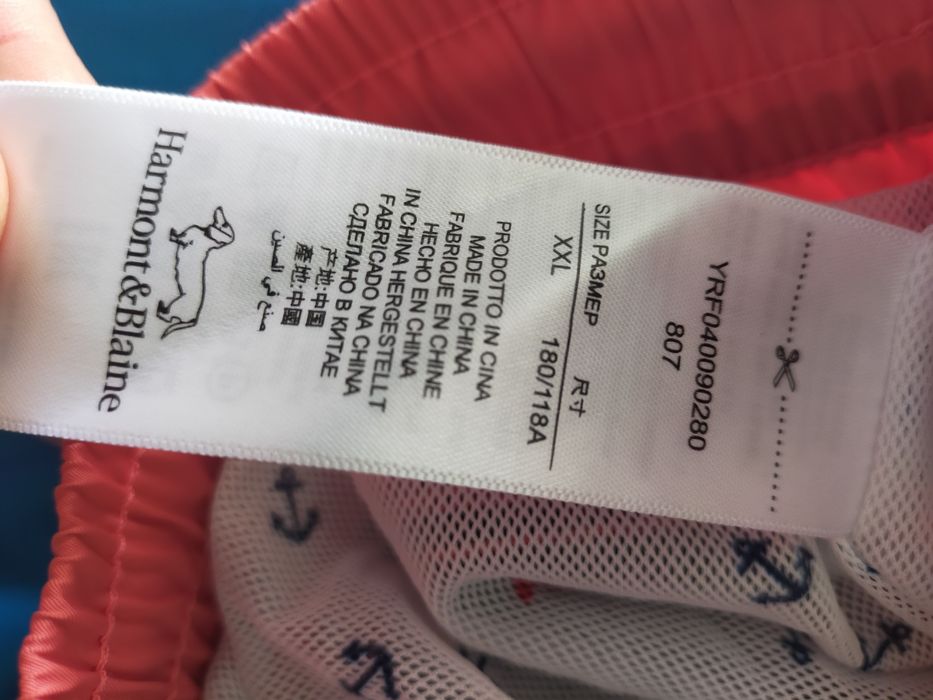 YRF040090280
807
SIZE РАЗМЕР 尺寸
XXL 180/118A
PRODOTTO IN CINA
MADE IN CHINA
FABRIQUE EN CHINE
HECHO EN CHINA
IN CHINA HERGESTELLT
FABRICADO NA CHINA
СДЕЛАНО В КИТАЕ
产地:中国
產地:中國
صنع في الصين
Harmont&Blaine